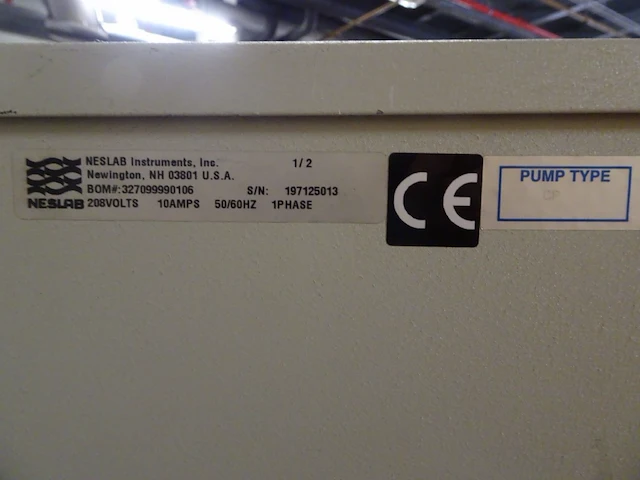 NESLAB Instruments, Inc. 1/2
Newington, NH 03801 U.S.A.
BOM#:327099990106 S/N: 197125013
NESLAB 208VOLTS 10AMPS 50/60HZ 1PHASE
CE
PUMP TYPE